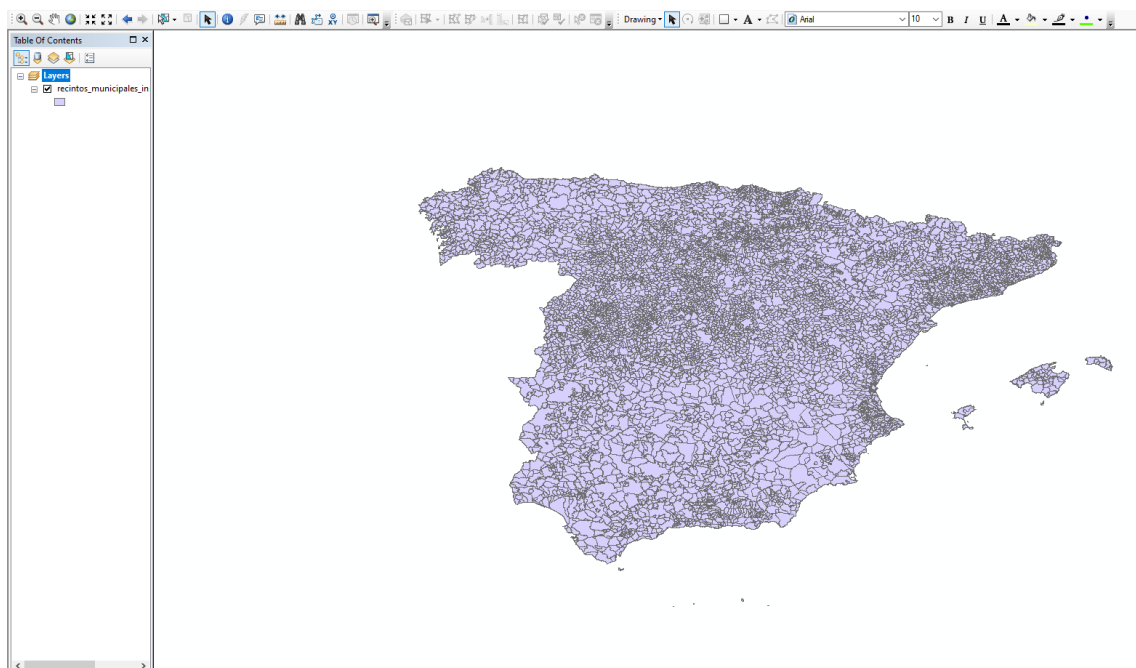 Drawing
Arial
10
B I U A
Table Of Contents
Layers
recintos_municipales_in